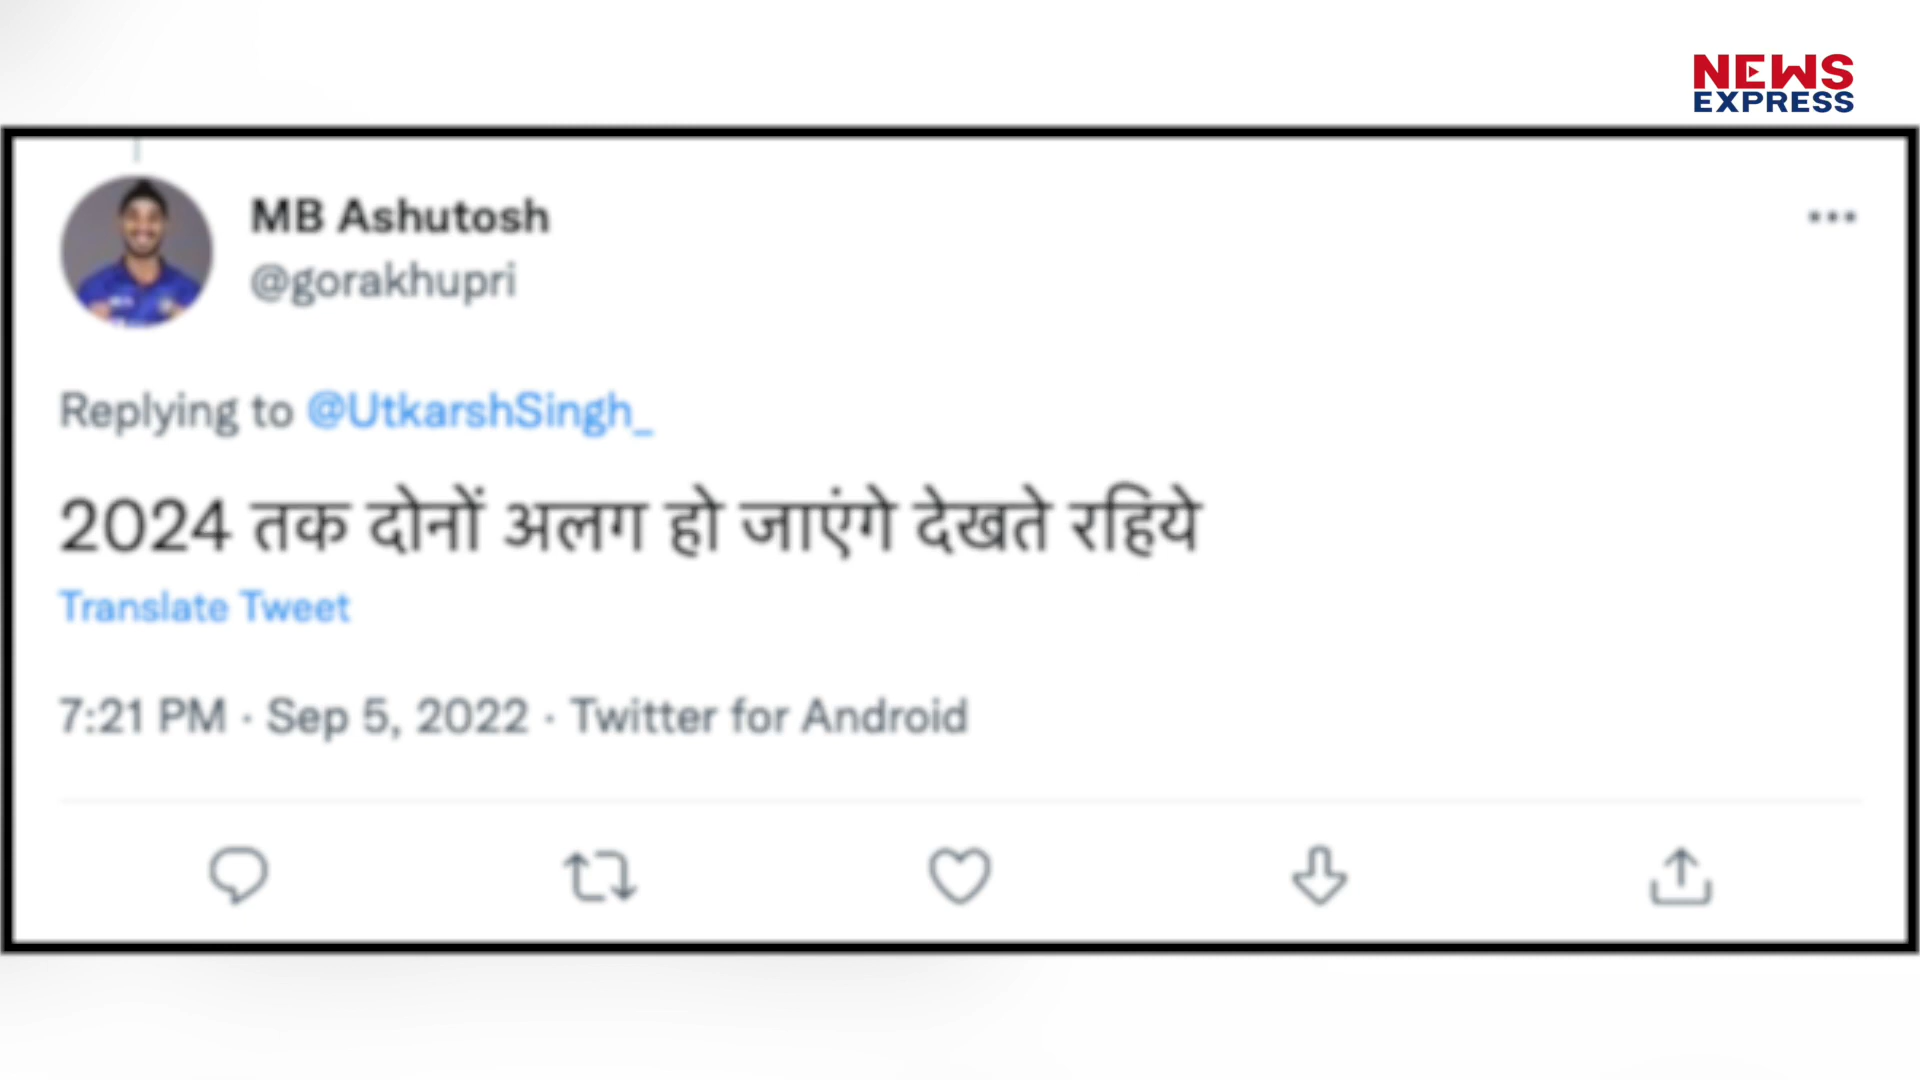 NEWS
EXPRESS
MB Ashutosh
@gorakhupri
Replying to @UtkarshSingh_
2024 तक दोनों अलग हो जाएंगे देखते रहिये
Translate Tweet
7:21 PM · Sep 5, 2022 · Twitter for Android